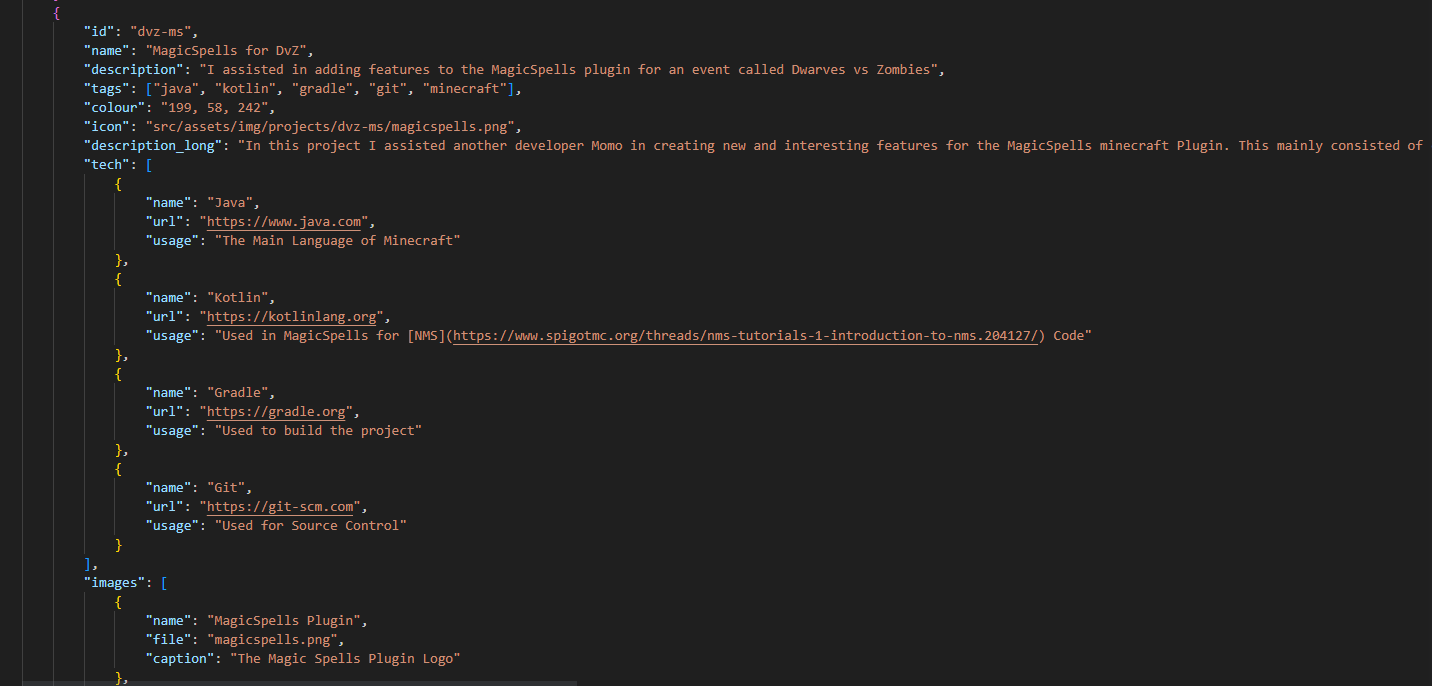 {
"id": "dvz-ms",
"name": "MagicSpells for DvZ",
"description": "I assisted in adding features to the MagicSpells plugin for an event called Dwarves vs Zombies",
"tags": ["java", "kotlin", "gradle", "git", "minecraft"],
"colour": "199, 58, 242",
"icon": "src/assets/img/projects/dvz-ms/magicspells.png",
"description_long": "In this project I assisted another developer Momo in creating new and interesting features for the MagicSpells minecraft Plugin. This mainly consisted of
"tech": [
{
"name": "Java",
"url": "https://www.java.com",
"usage": "The Main Language of Minecraft"
},
{
"name": "Kotlin",
"url": "https://kotlinlang.org",
"usage": "Used in MagicSpells for [NMS](https://www.spigotmc.org/threads/nms-tutorials-1-introduction-to-nms.204127/) Code"
},
{
"name": "Gradle",
"url": "https://gradle.org",
"usage": "Used to build the project"
},
{
"name": "Git",
"url": "https://git-scm.com",
"usage": "Used for Source Control"
}
],
"images": [
{
"name": "MagicSpells Plugin",
"file": "magicspells.png",
"caption": "The Magic Spells Plugin Logo"
},